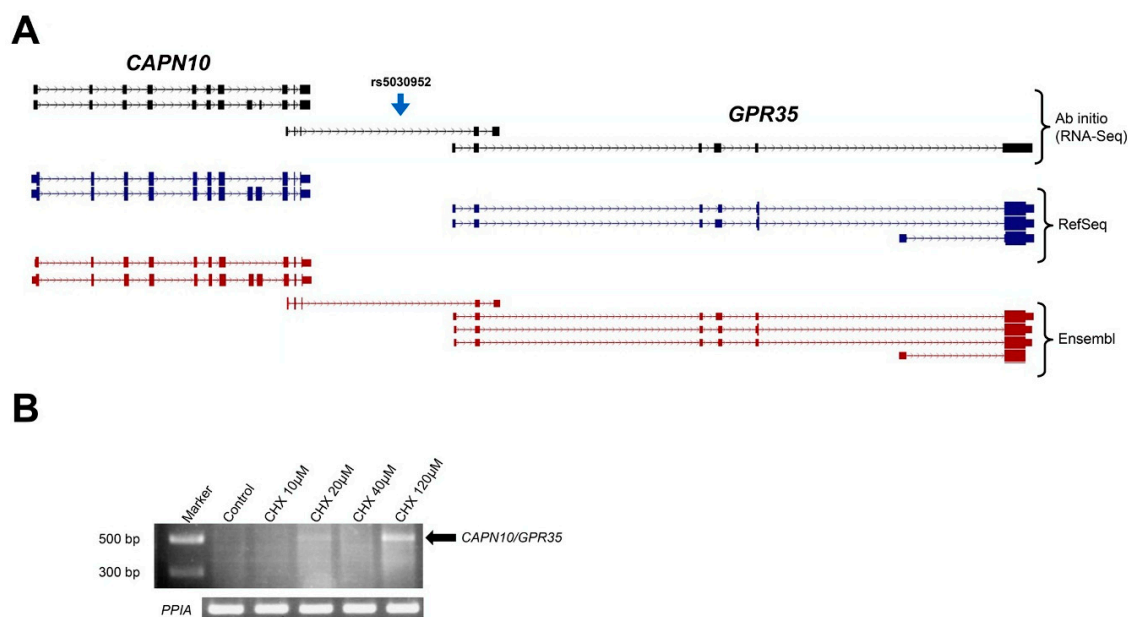 A
CAPN10
rs5030952
GPR35
Ab initio
(RNA-Seq)
RefSeq
Ensembl
B
Marker
Control
CHX 10µM
CHX 20µM
CHX 40µM
CHX 120µM
500 bp
CAPN10/GPR35
300 bp
PPIA